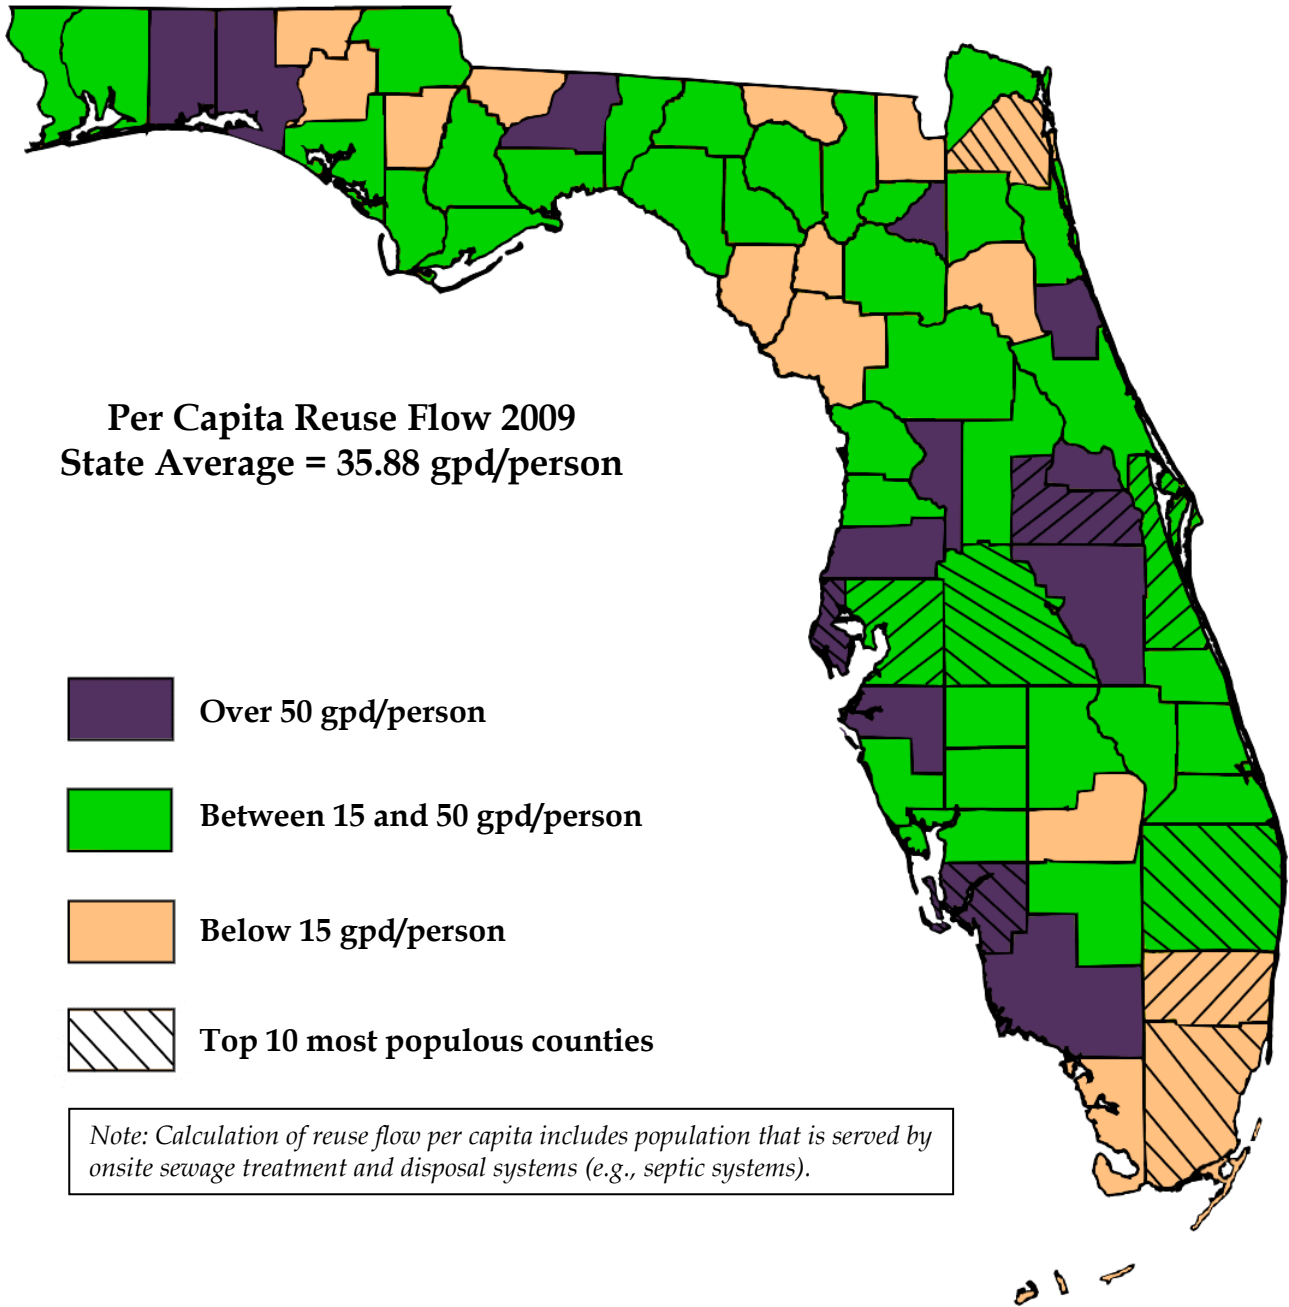 Per Capita Reuse Flow 2009
State Average = 35.88 gpd/person
Over 50 gpd/person
Between 15 and 50 gpd/person
Below 15 gpd/person
Top 10 most populous counties
Note: Calculation of reuse flow per capita includes population that is served by
onsite sewage treatment and disposal systems (e.g., septic systems).